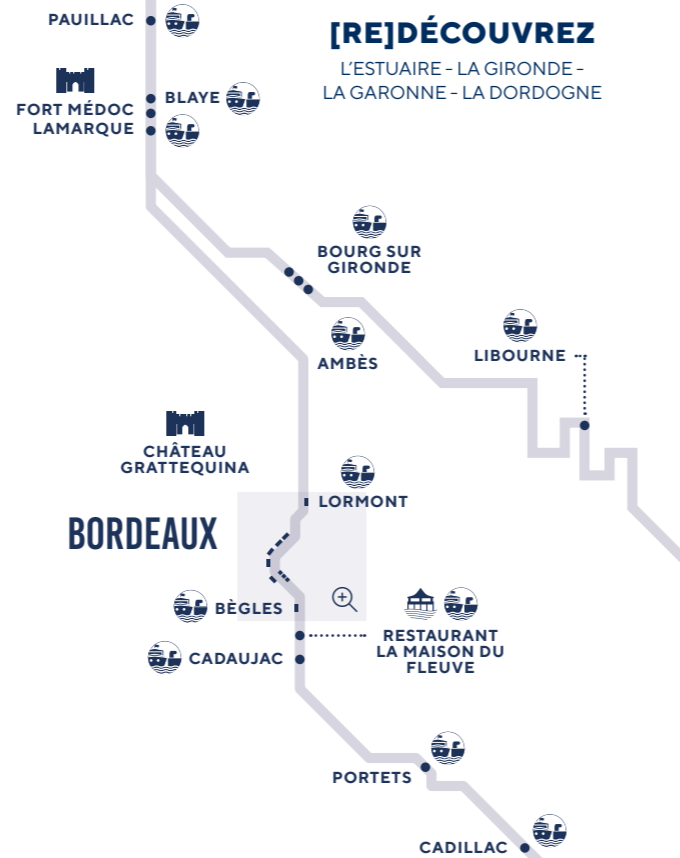 PAUILLAC
[RE]DÉCOUVREZ
L'ESTUAIRE - LA GIRONDE -
LA GARONNE - LA DORDOGNE
BLAYE
FORT MÉDOC
LAMARQUE
BOURG SUR
GIRONDE
AMBÈS
LIBOURNE
CHÂTEAU
GRATTEQUINA
LORMONT
BORDEAUX
BÈGLES
RESTAURANT
LA MAISON DU
FLEUVE
CADAUJAC
PORTETS
CADILLAC